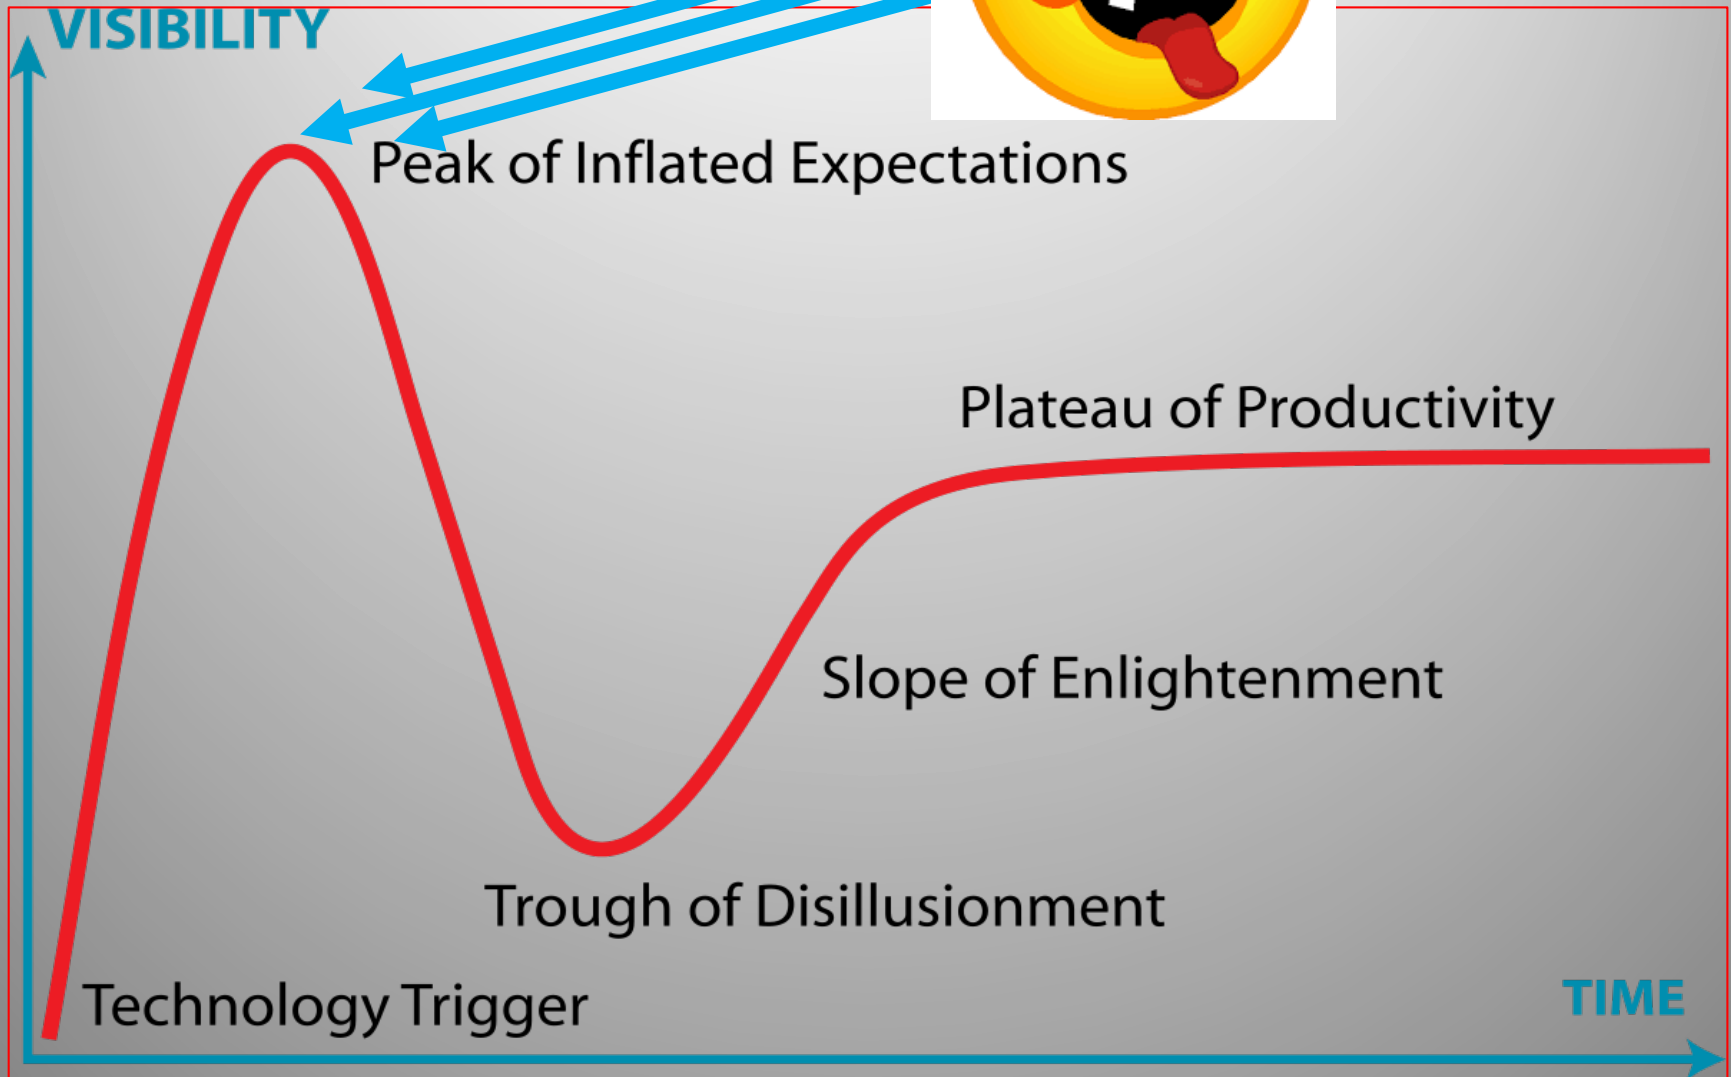 VISIBILITY
Peak of Inflated Expectations
Plateau of Productivity
Slope of Enlightenment
Trough of Disillusionment
Technology Trigger
TIME